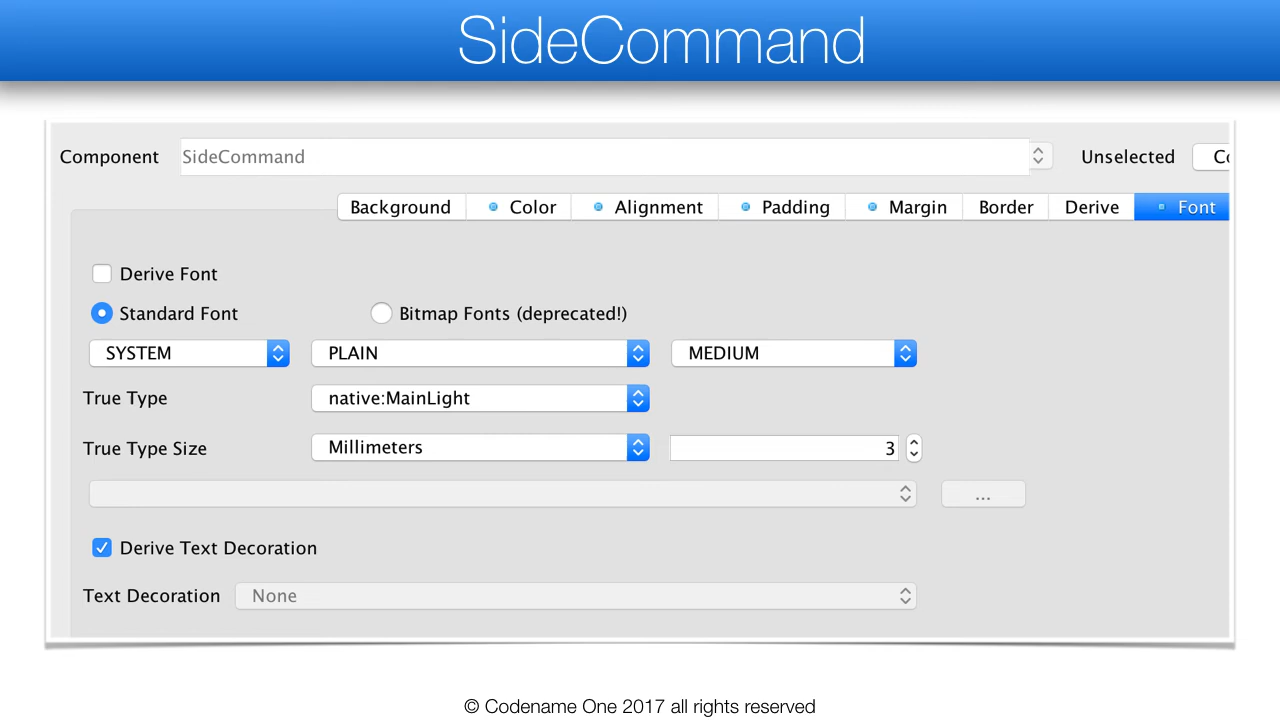 SideCommand
Component SideCommand Unselected
Background Color Alignment Padding Margin Border Derive Font
Derive Font
Standard Font Bitmap Fonts (deprecated!)
SYSTEM PLAIN MEDIUM
True Type native:MainLight
True Type Size Millimeters 3
...
Derive Text Decoration
Text Decoration None
© Codename One 2017 all rights reserved